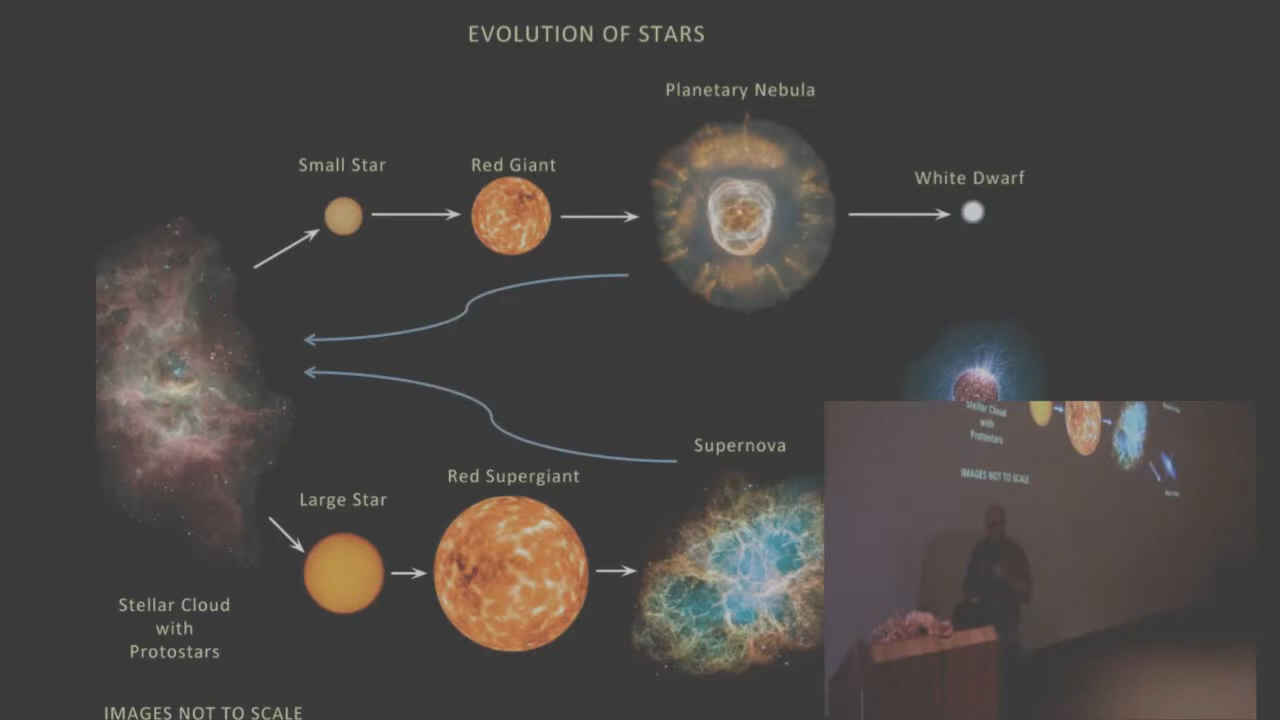 EVOLUTION OF STARS
Planetary Nebula
Small Star
Red Giant
White Dwarf
Supernova
Red Supergiant
Large Star
Stellar Cloud
with
Protostars
IMAGES NOT TO SCALE
Stellar Cloud
with
Protostars
IMAGES NOT TO SCALE